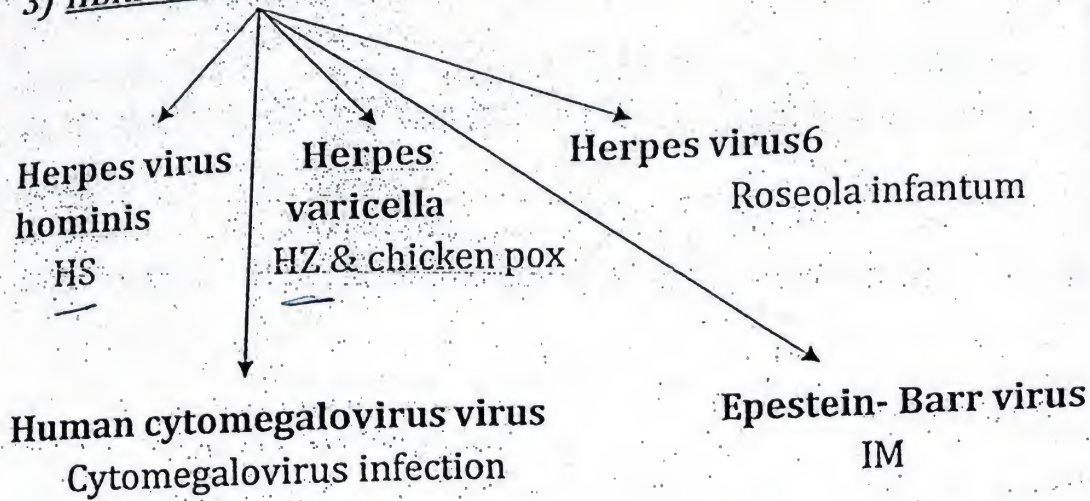 3)
Herpes virus
hominis
HS
Herpes
varicella
HZ & chicken pox
Herpes virus6
Roseola infantum
Human cytomegalovirus virus
Cytomegalovirus infection
Epestein- Barr virus
IM